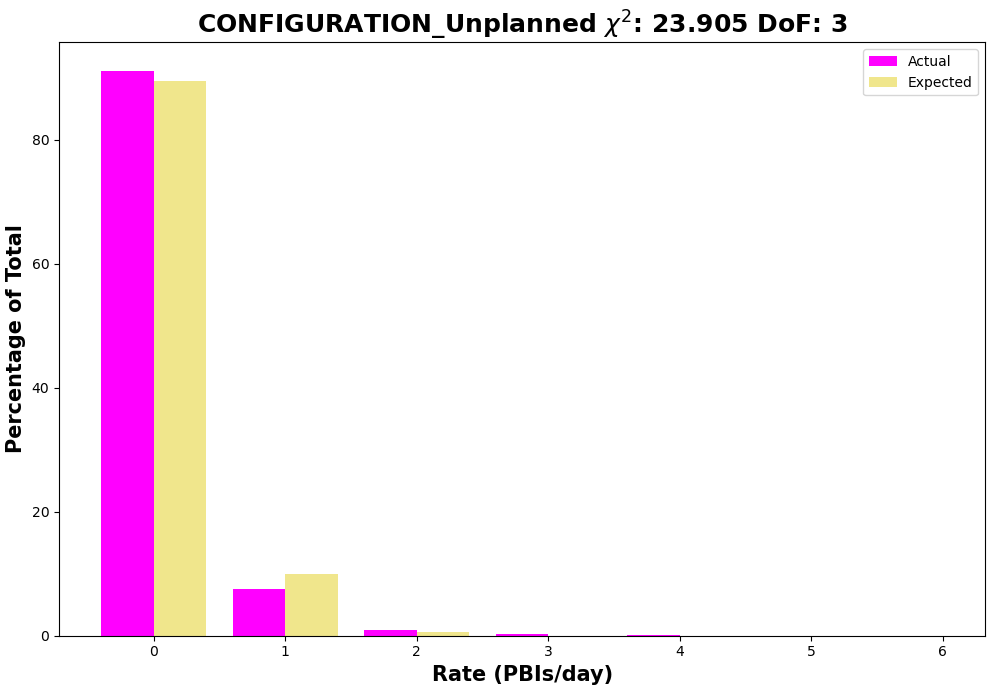 CONFIGURATION_Unplanned χ²: 23.905 DoF: 3
Actual
Expected
Percentage of Total
80
60
40
20
0
0 1 2 3 4 5 6
Rate (PBIs/day)